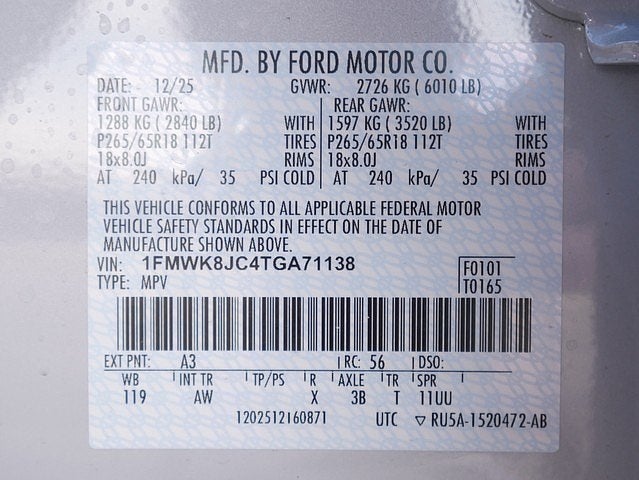 MFD. BY FORD MOTOR CO.
DATE: 12/25 GVWR: 2726 KG ( 6010 LB)
FRONT GAWR: REAR GAWR:
1288 KG ( 2840 LB) WITH 1597 KG ( 3520 LB) WITH
P265/65R18 112T TIRES P265/65R18 112T TIRES
18x8.0J RIMS 18x8.0J RIMS
AT 240 kPa/ 35 PSI COLD AT 240 kPa/ 35 PSI COLD
THIS VEHICLE CONFORMS TO ALL APPLICABLE FEDERAL MOTOR
VEHICLE SAFETY STANDARDS IN EFFECT ON THE DATE OF
MANUFACTURE SHOWN ABOVE.
VIN: 1FMWK8JC4TGA71138 F0101
TYPE: MPV T0165
EXT PNT: A3 RC: 56 DSO:
WB INT TR TP/PS R AXLE TR SPR
119 AW X 3B T 11UU
1202512160871 UTC ▽ RU5A-1520472-AB